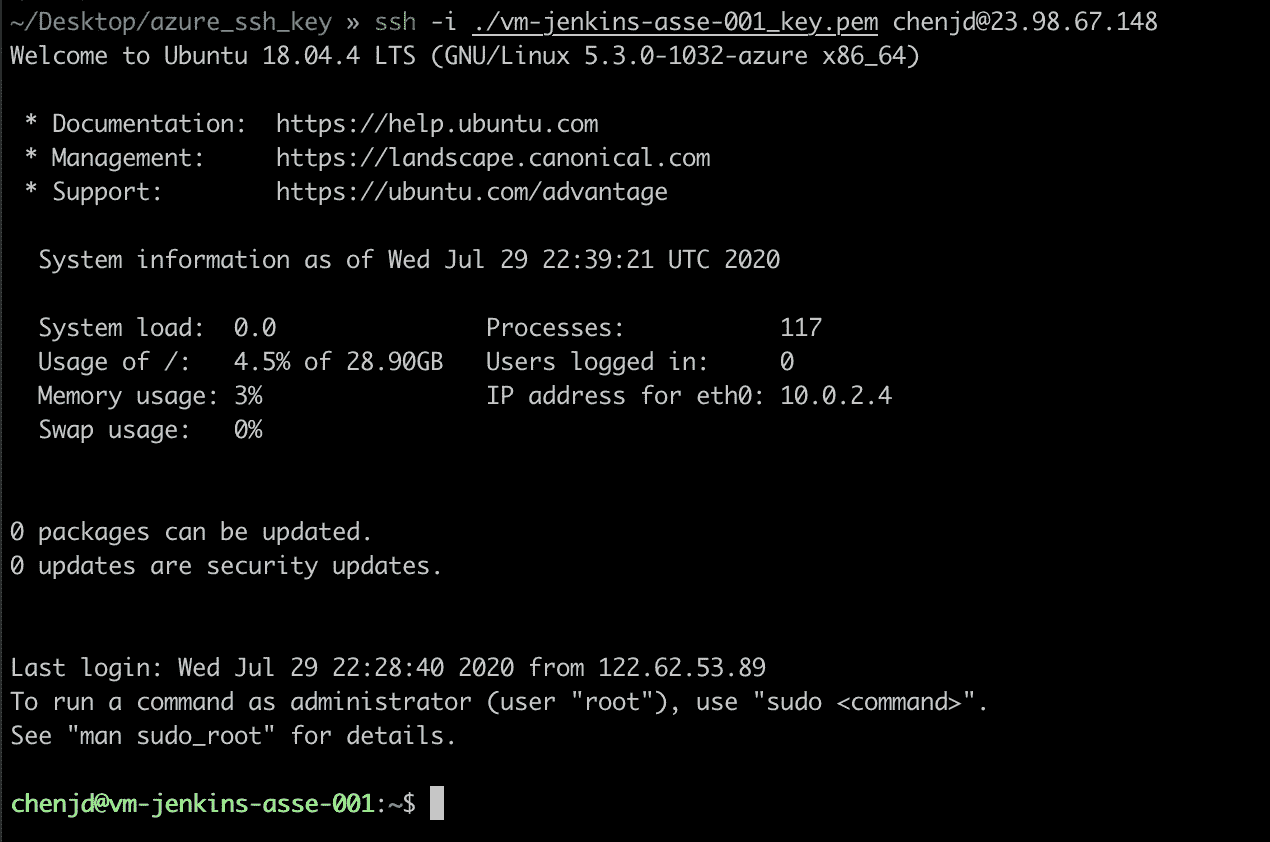 ~/Desktop/azure_ssh_key » ssh -i ./vm-jenkins-asse-001_key.pem chenjd@23.98.67.148
Welcome to Ubuntu 18.04.4 LTS (GNU/Linux 5.3.0-1032-azure x86_64)
* Documentation:  https://help.ubuntu.com
* Management:     https://landscape.canonical.com
* Support:        https://ubuntu.com/advantage
System information as of Wed Jul 29 22:39:21 UTC 2020
System load:  0.0               Processes:           117
Usage of /:   4.5% of 28.90GB   Users logged in:     0
Memory usage: 3%                IP address for eth0: 10.0.2.4
Swap usage:   0%
0 packages can be updated.
0 updates are security updates.
Last login: Wed Jul 29 22:28:40 2020 from 122.62.53.89
To run a command as administrator (user "root"), use "sudo <command>".
See "man sudo_root" for details.
chenjd@vm-jenkins-asse-001:~$